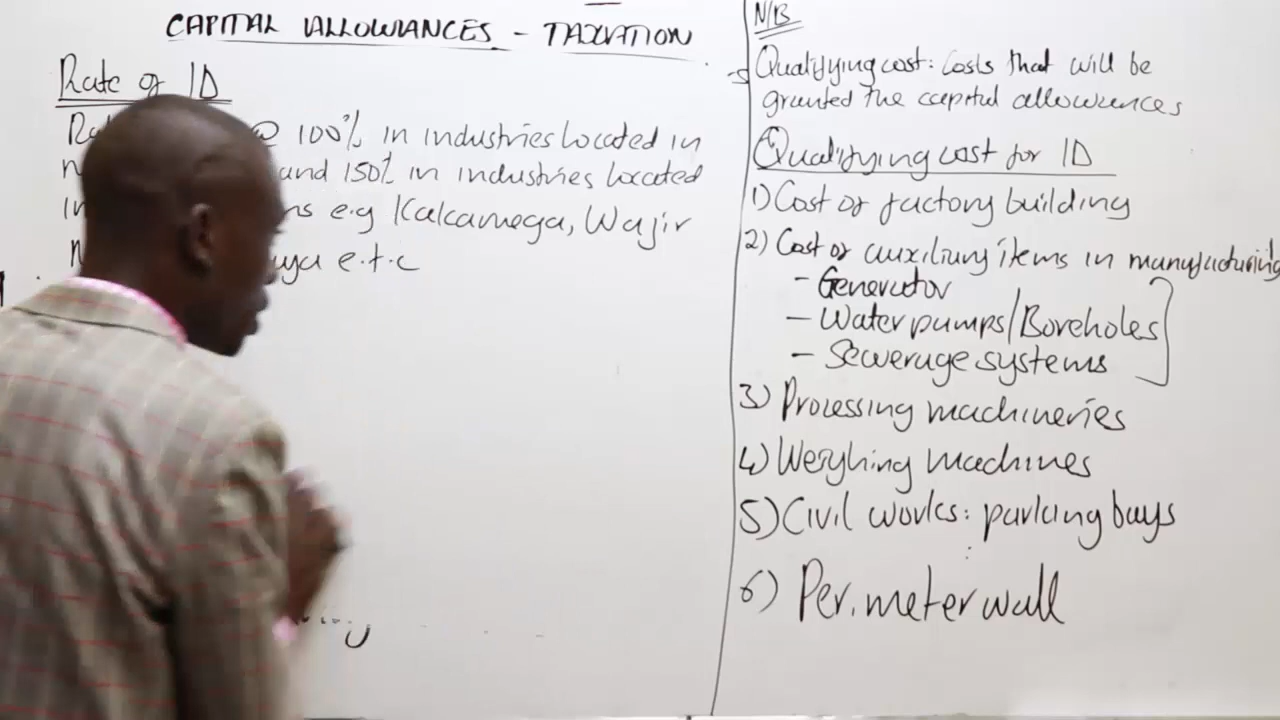 CAPITAL ALLOWANCES - TAXATION
Rate of ID
@ 100% in industries located in
and 150% in industries located
e.g Kakamega, Wajir
e.t.c
N/B
Qualifying cost: Costs that will be
granted the capital allowances
Qualifying cost for ID
1) Cost of factory building
2) Cost of auxiliary items in manufacturing
- Generator
- Water pumps/Boreholes
- Sewerage systems
3) Processing machineries
4) Weighing machines
5) Civil works: parking bays
6) Perimeter wall